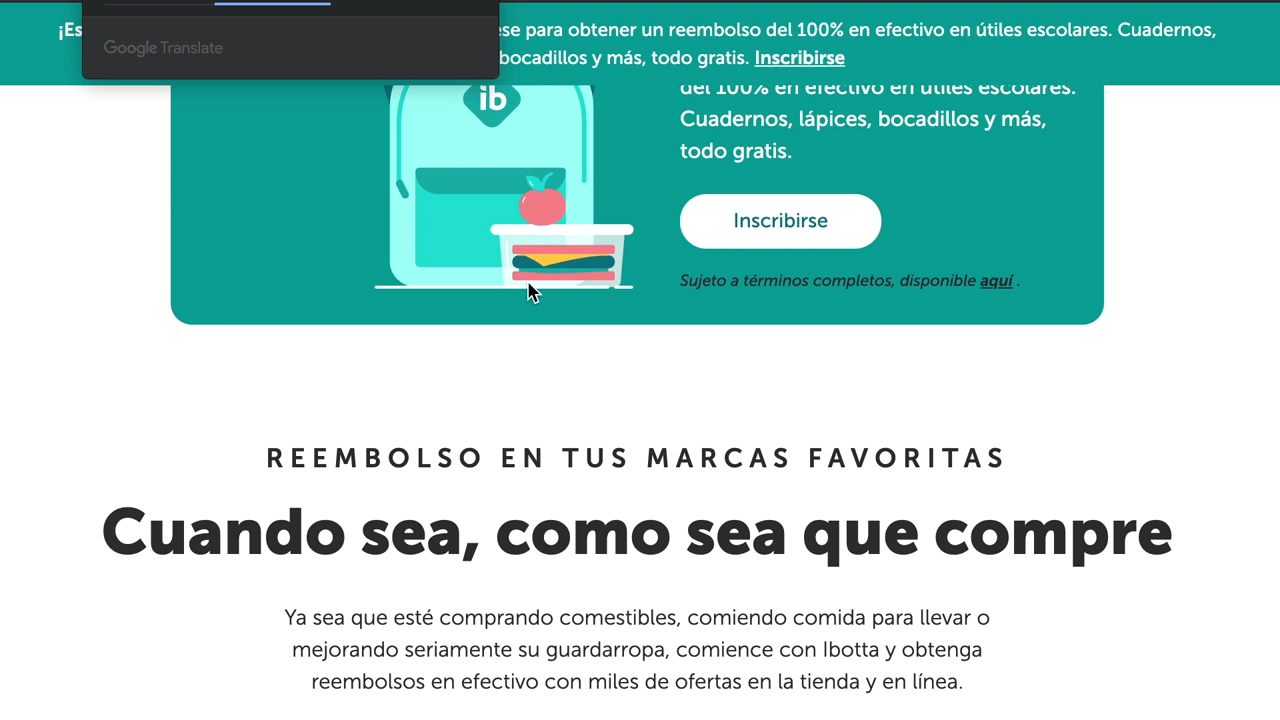 ¡Es
ese para obtener un reembolso del 100% en efectivo en útiles escolares. Cuadernos,
bocadillos y más, todo gratis. Inscribirse
Google Translate
ib
del 100% en efectivo en útiles escolares.
Cuadernos, lápices, bocadillos y más,
todo gratis.
Inscribirse
Sujeto a términos completos, disponible aquí .
REEMBOLSO EN TUS MARCAS FAVORITAS
Cuando sea, como sea que compre
Ya sea que esté comprando comestibles, comiendo comida para llevar o
mejorando seriamente su guardarropa, comience con Ibotta y obtenga
reembolsos en efectivo con miles de ofertas en la tienda y en línea.